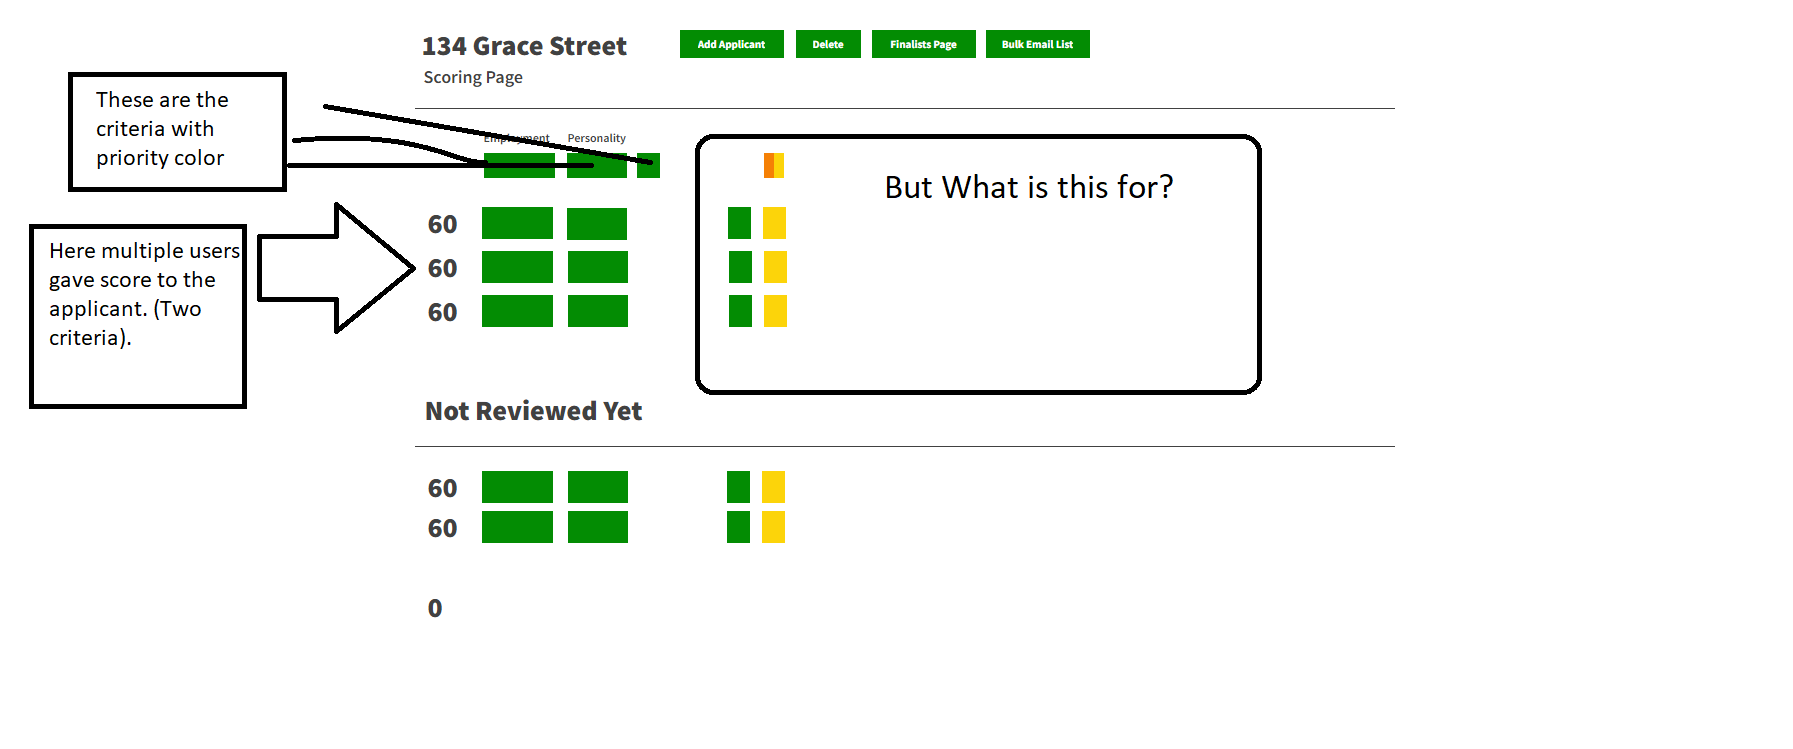 134 Grace Street
Add Applicant
Delete
Finalists Page
Bulk Email List
Scoring Page
These are the
criteria with
priority color
Employment
Personality
But What is this for?
60
60
60
Here multiple users
gave score to the
applicant. (Two
criteria).
Not Reviewed Yet
60
60
0